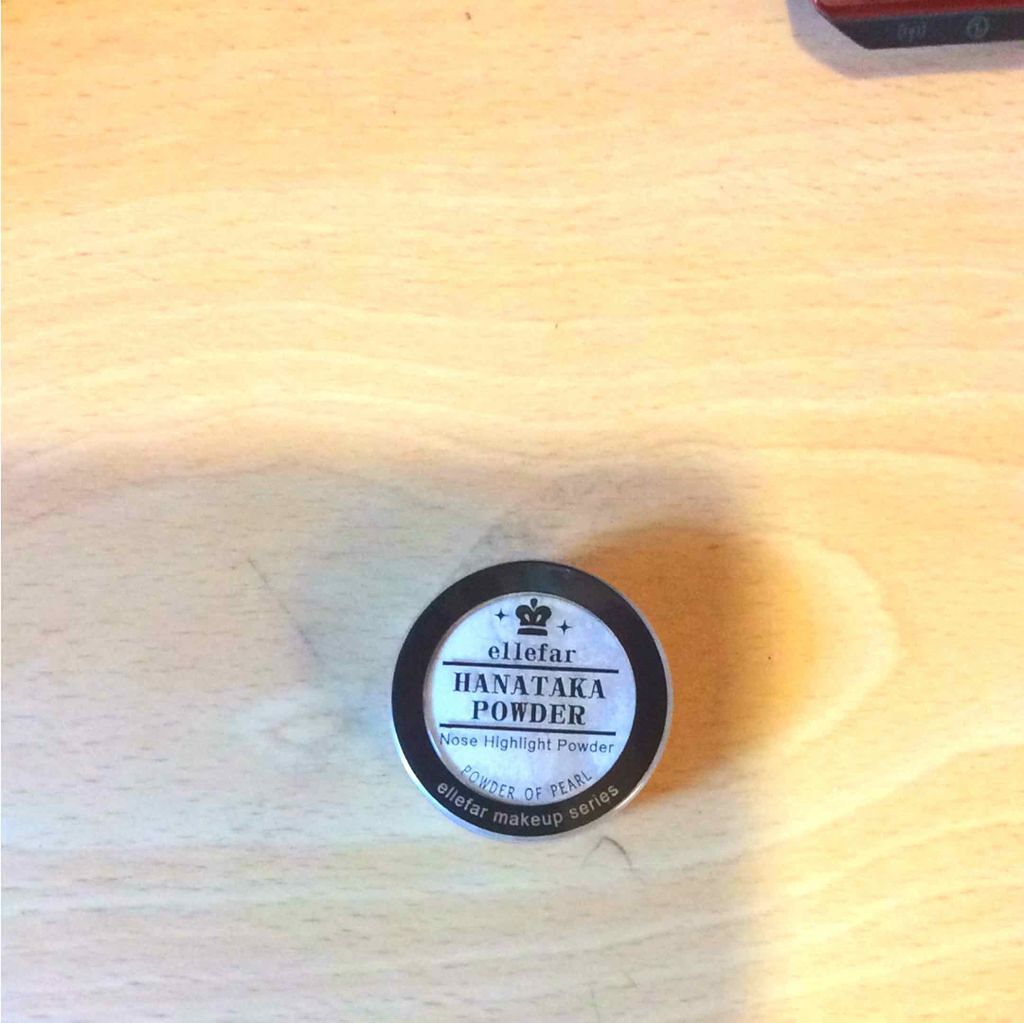 ellefar
HANATAKA
POWDER
Nose Highlight Powder
POWDER OF PEARL
ellefar makeup series